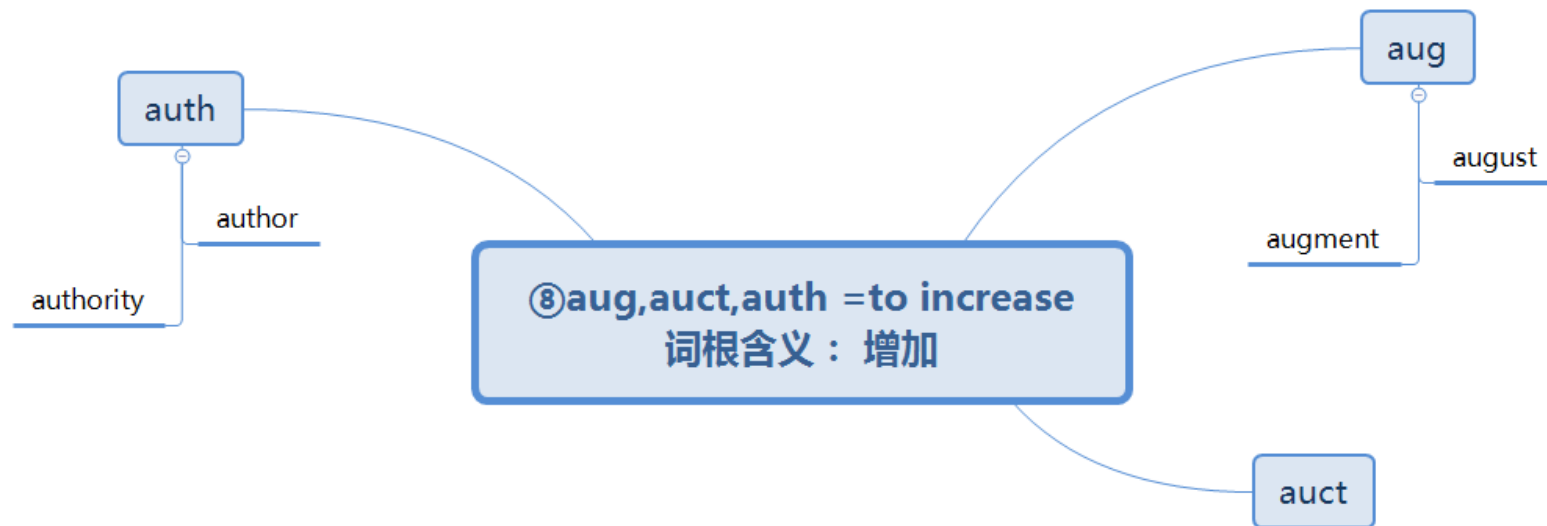 ⑧aug,auct,auth =to increase
词根含义： 增加
aug
august
augment
auct
auth
author
authority